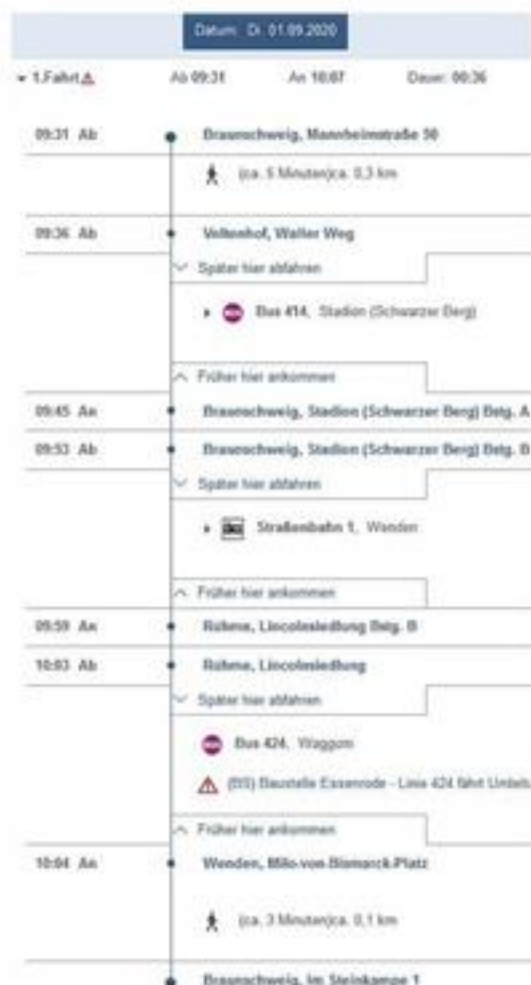 Datum: Di. 01.09.2020
1.Fahrt Ab 09:31 An 10:07 Dauer: 00:36
09:31 Ab Braunschweig, Mannheimstraße 50
(ca. 5 Minuten)ca. 0,3 km
09:36 Ab Veltenhof, Waller Weg
Später hier abfahren
Bus 414, Stadion (Schwarzer Berg)
Früher hier ankommen
09:45 An Braunschweig, Stadion (Schwarzer Berg) Bstg. A
09:53 Ab Braunschweig, Stadion (Schwarzer Berg) Bstg. B
Später hier abfahren
Straßenbahn 1, Wenden
Früher hier ankommen
09:59 An Rühme, Lincolnsiedlung Bstg. B
10:03 Ab Rühme, Lincolnsiedlung
Später hier abfahren
Bus 424, Waggum
(BS) Baustelle Essenrode - Linie 424 fährt
Früher hier ankommen
10:04 An Wenden, Milo-von-Bismarck-Platz
(ca. 3 Minuten)ca. 0,1 km
Braunschweig, Im Steinkampe 1